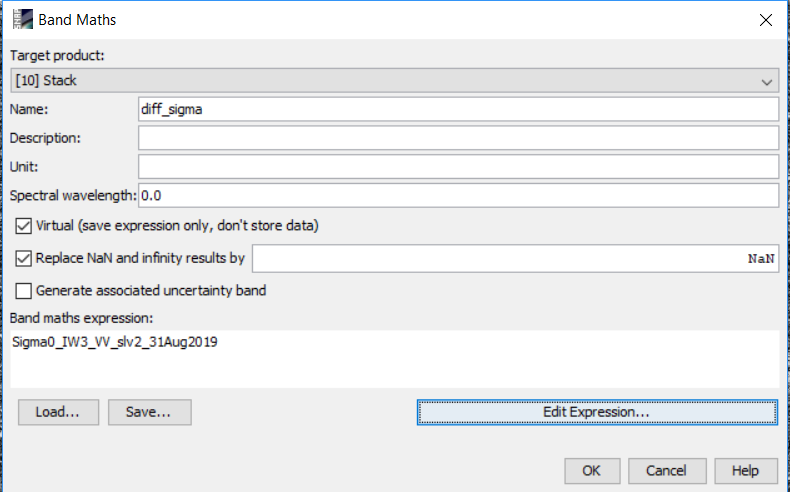 Band Maths
Target product:
[10] Stack
Name: diff_sigma
Description:
Unit:
Spectral wavelength: 0.0
Virtual (save expression only, don't store data)
Replace NaN and infinity results by NaN
Generate associated uncertainty band
Band maths expression:
Sigma0_IW3_VV_slv2_31Aug2019
Load... Save... Edit Expression...
OK Cancel Help